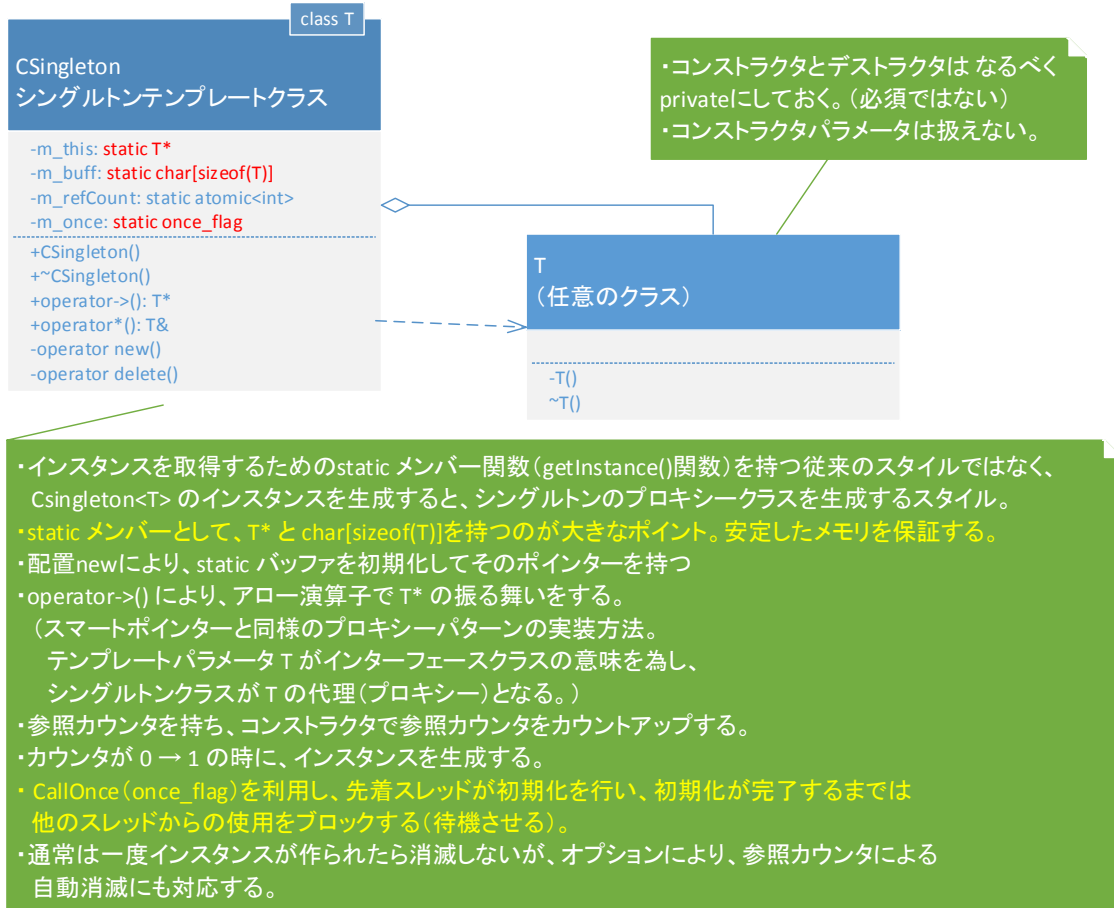 class T
CSingleton
シングルトンテンプレートクラス
-m_this: static T*
-m_buff: static char[sizeof(T)]
-m_refCount: static atomic<int>
-m_once: static once_flag
+CSingleton()
+~CSingleton()
+operator->(): T*
+operator*(): T&
-operator new()
-operator delete()
・コンストラクタとデストラクタは なるべく
privateにしておく。（必須ではない）
・コンストラクタパラメータは扱えない。
T
（任意のクラス）
-T()
~T()
・インスタンスを取得するためのstatic メンバー関数（getInstance()関数）を持つ従来のスタイルではなく、
Csingleton<T> のインスタンスを生成すると、シングルトンのプロキシークラスを生成するスタイル。
・static メンバーとして、T* と char[sizeof(T)]を持つのが大きなポイント。安定したメモリを保証する。
・配置newにより、static バッファを初期化してそのポインターを持つ
・operator->() により、アロー演算子で T* の振る舞いをする。
（スマートポインターと同様のプロキシーパターンの実装方法。
テンプレートパラメータ T がインターフェースクラスの意味を為し、
シングルトンクラスが T の代理（プロキシー）となる。）
・参照カウンタを持ち、コンストラクタで参照カウンタをカウントアップする。
・カウンタが 0 → 1 の時に、インスタンスを生成する。
・ CallOnce（once_flag）を利用し、先着スレッドが初期化を行い、初期化が完了するまでは
他のスレッドからの使用をブロックする（待機させる）。
・通常は一度インスタンスが作られたら消滅しないが、オプションにより、参照カウンタによる
自動消滅にも対応する。